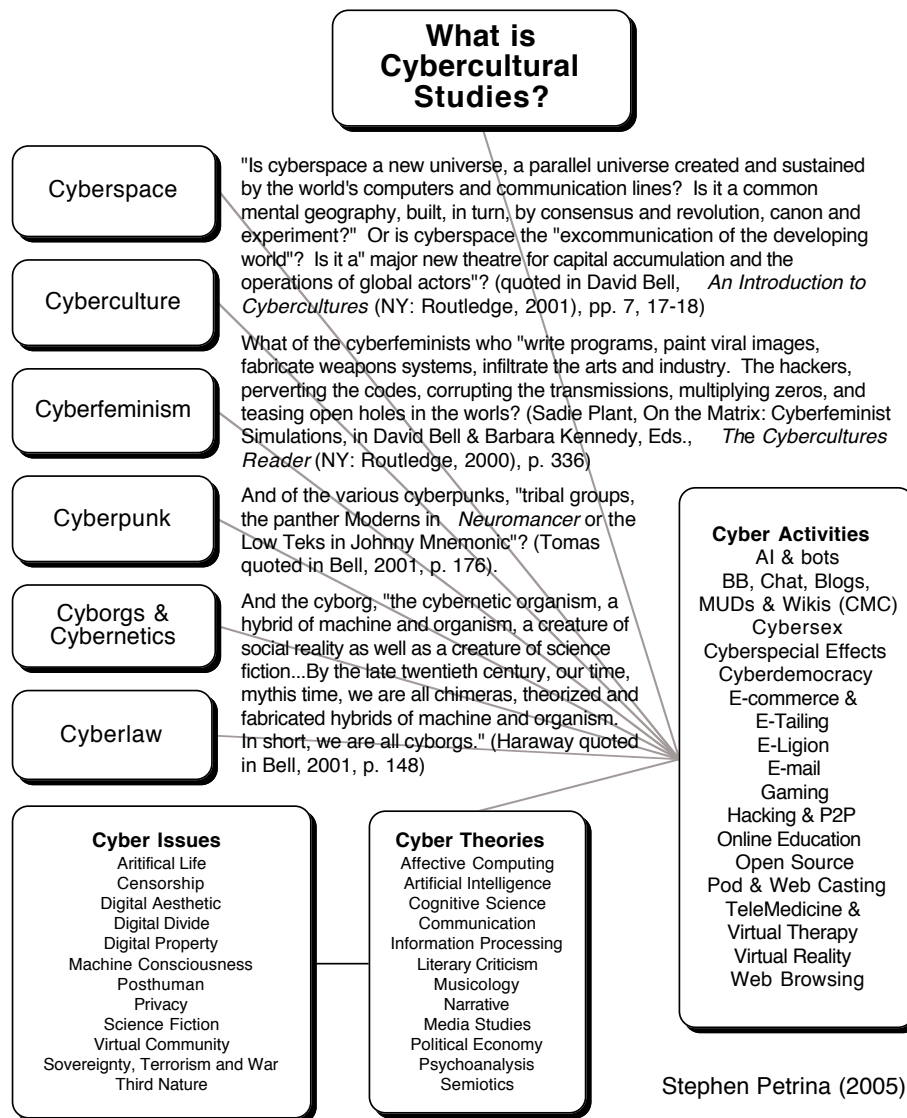 What is
Cybercultural
Studies?
Cyberspace
"Is cyberspace a new universe, a parallel universe created and sustained
by the world's computers and communication lines? Is it a common
mental geography, built, in turn, by consensus and revolution, canon and
experiment?" Or is cyberspace the "excommunication of the developing
world"? Is it a" major new theatre for capital accumulation and the
operations of global actors"? (quoted in David Bell, An Introduction to
Cybercultures (NY: Routledge, 2001), pp. 7, 17-18)
Cyberculture
What of the cyberfeminists who "write programs, paint viral images,
fabricate weapons systems, infiltrate the arts and industry. The hackers,
perverting the codes, corrupting the transmissions, multiplying zeros, and
teasing open holes in the worls? (Sadie Plant, On the Matrix: Cyberfeminist
Simulations, in David Bell & Barbara Kennedy, Eds., The Cybercultures
Reader (NY: Routledge, 2000), p. 336)
Cyberfeminism
Cyberpunk
And of the various cyberpunks, "tribal groups,
the panther Moderns in Neuromancer or the
Low Teks in Johnny Mnemonic"? (Tomas
quoted in Bell, 2001, p. 176).
Cyborgs &
Cybernetics
And the cyborg, "the cybernetic organism, a
hybrid of machine and organism, a creature of
social reality as well as a creature of science
fiction...By the late twentieth century, our time,
mythis time, we are all chimeras, theorized and
fabricated hybrids of machine and organism.
In short, we are all cyborgs." (Haraway quoted
in Bell, 2001, p. 148)
Cyberlaw
Cyber Activities
AI & bots
BB, Chat, Blogs,
MUDs & Wikis (CMC)
Cybersex
Cyberspecial Effects
Cyberdemocracy
E-commerce &
E-Tailing
E-Ligion
E-mail
Gaming
Hacking & P2P
Online Education
Open Source
Pod & Web Casting
TeleMedicine &
Virtual Therapy
Virtual Reality
Web Browsing
Cyber Issues
Aritifical Life
Censorship
Digital Aesthetic
Digital Divide
Digital Property
Machine Consciousness
Posthuman
Privacy
Science Fiction
Virtual Community
Sovereignty, Terrorism and War
Third Nature
Cyber Theories
Affective Computing
Artificial Intelligence
Cognitive Science
Communication
Information Processing
Literary Criticism
Musicology
Narrative
Media Studies
Political Economy
Psychoanalysis
Semiotics
Stephen Petrina (2005)